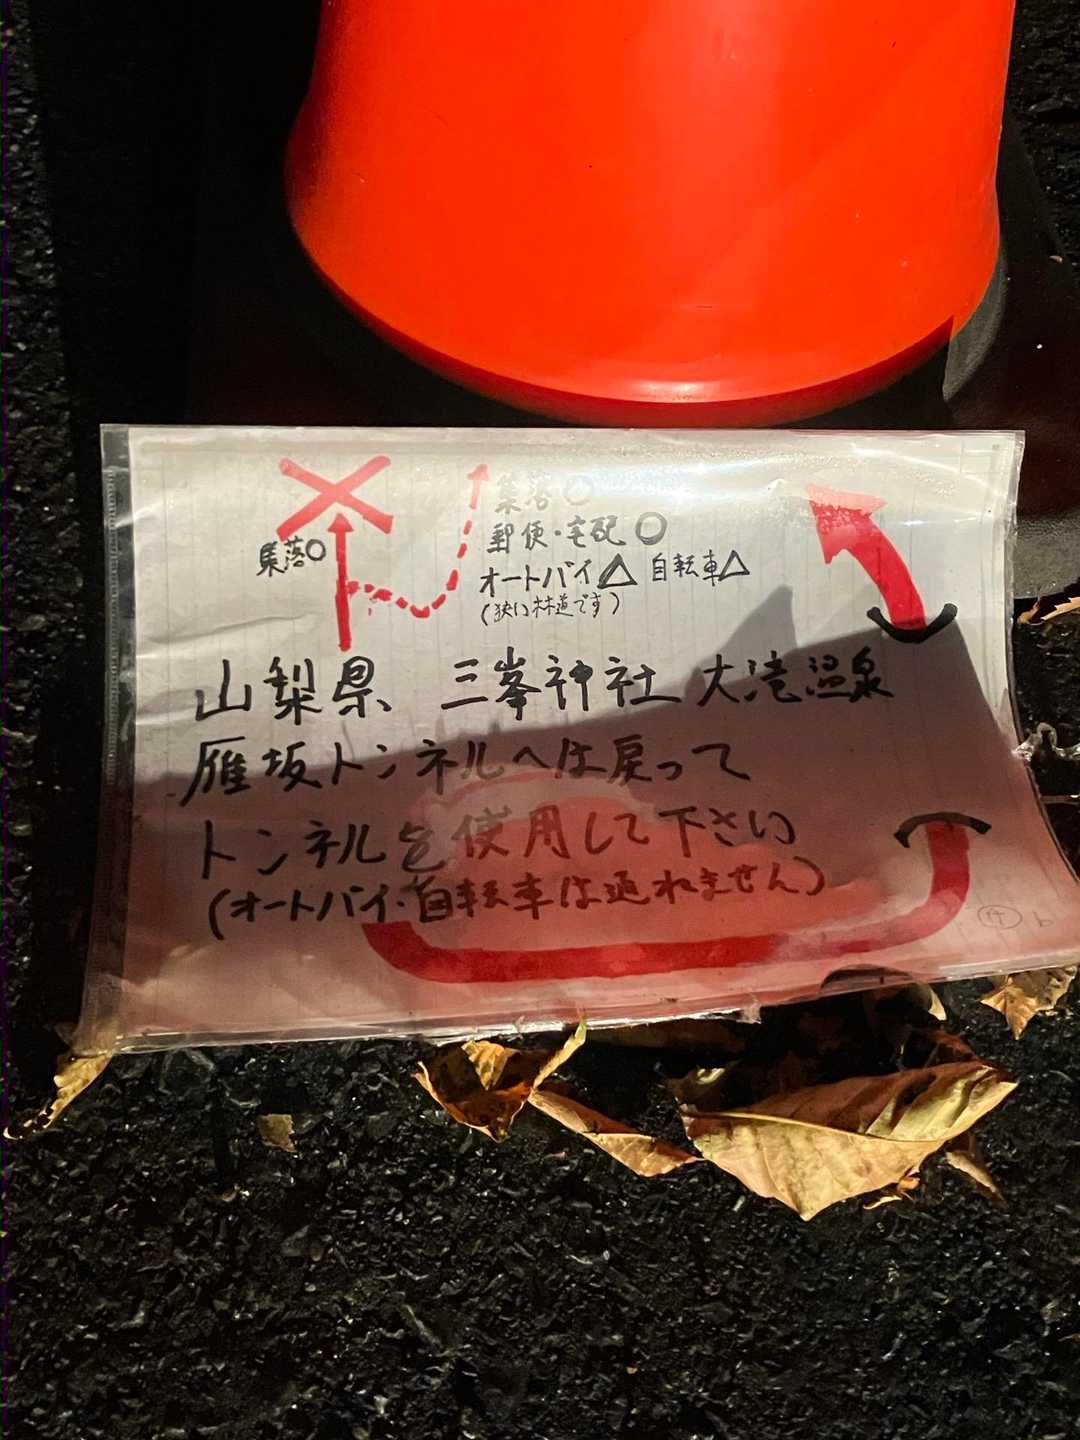 集落○
集落○
郵便・宅配○
オートバイ△ 自転車△
(狭い林道です)
山梨県 三峯神社 大滝温泉
雁坂トンネルへは戻って
トンネルを使用して下さい
(オートバイ・自転車は通れません)